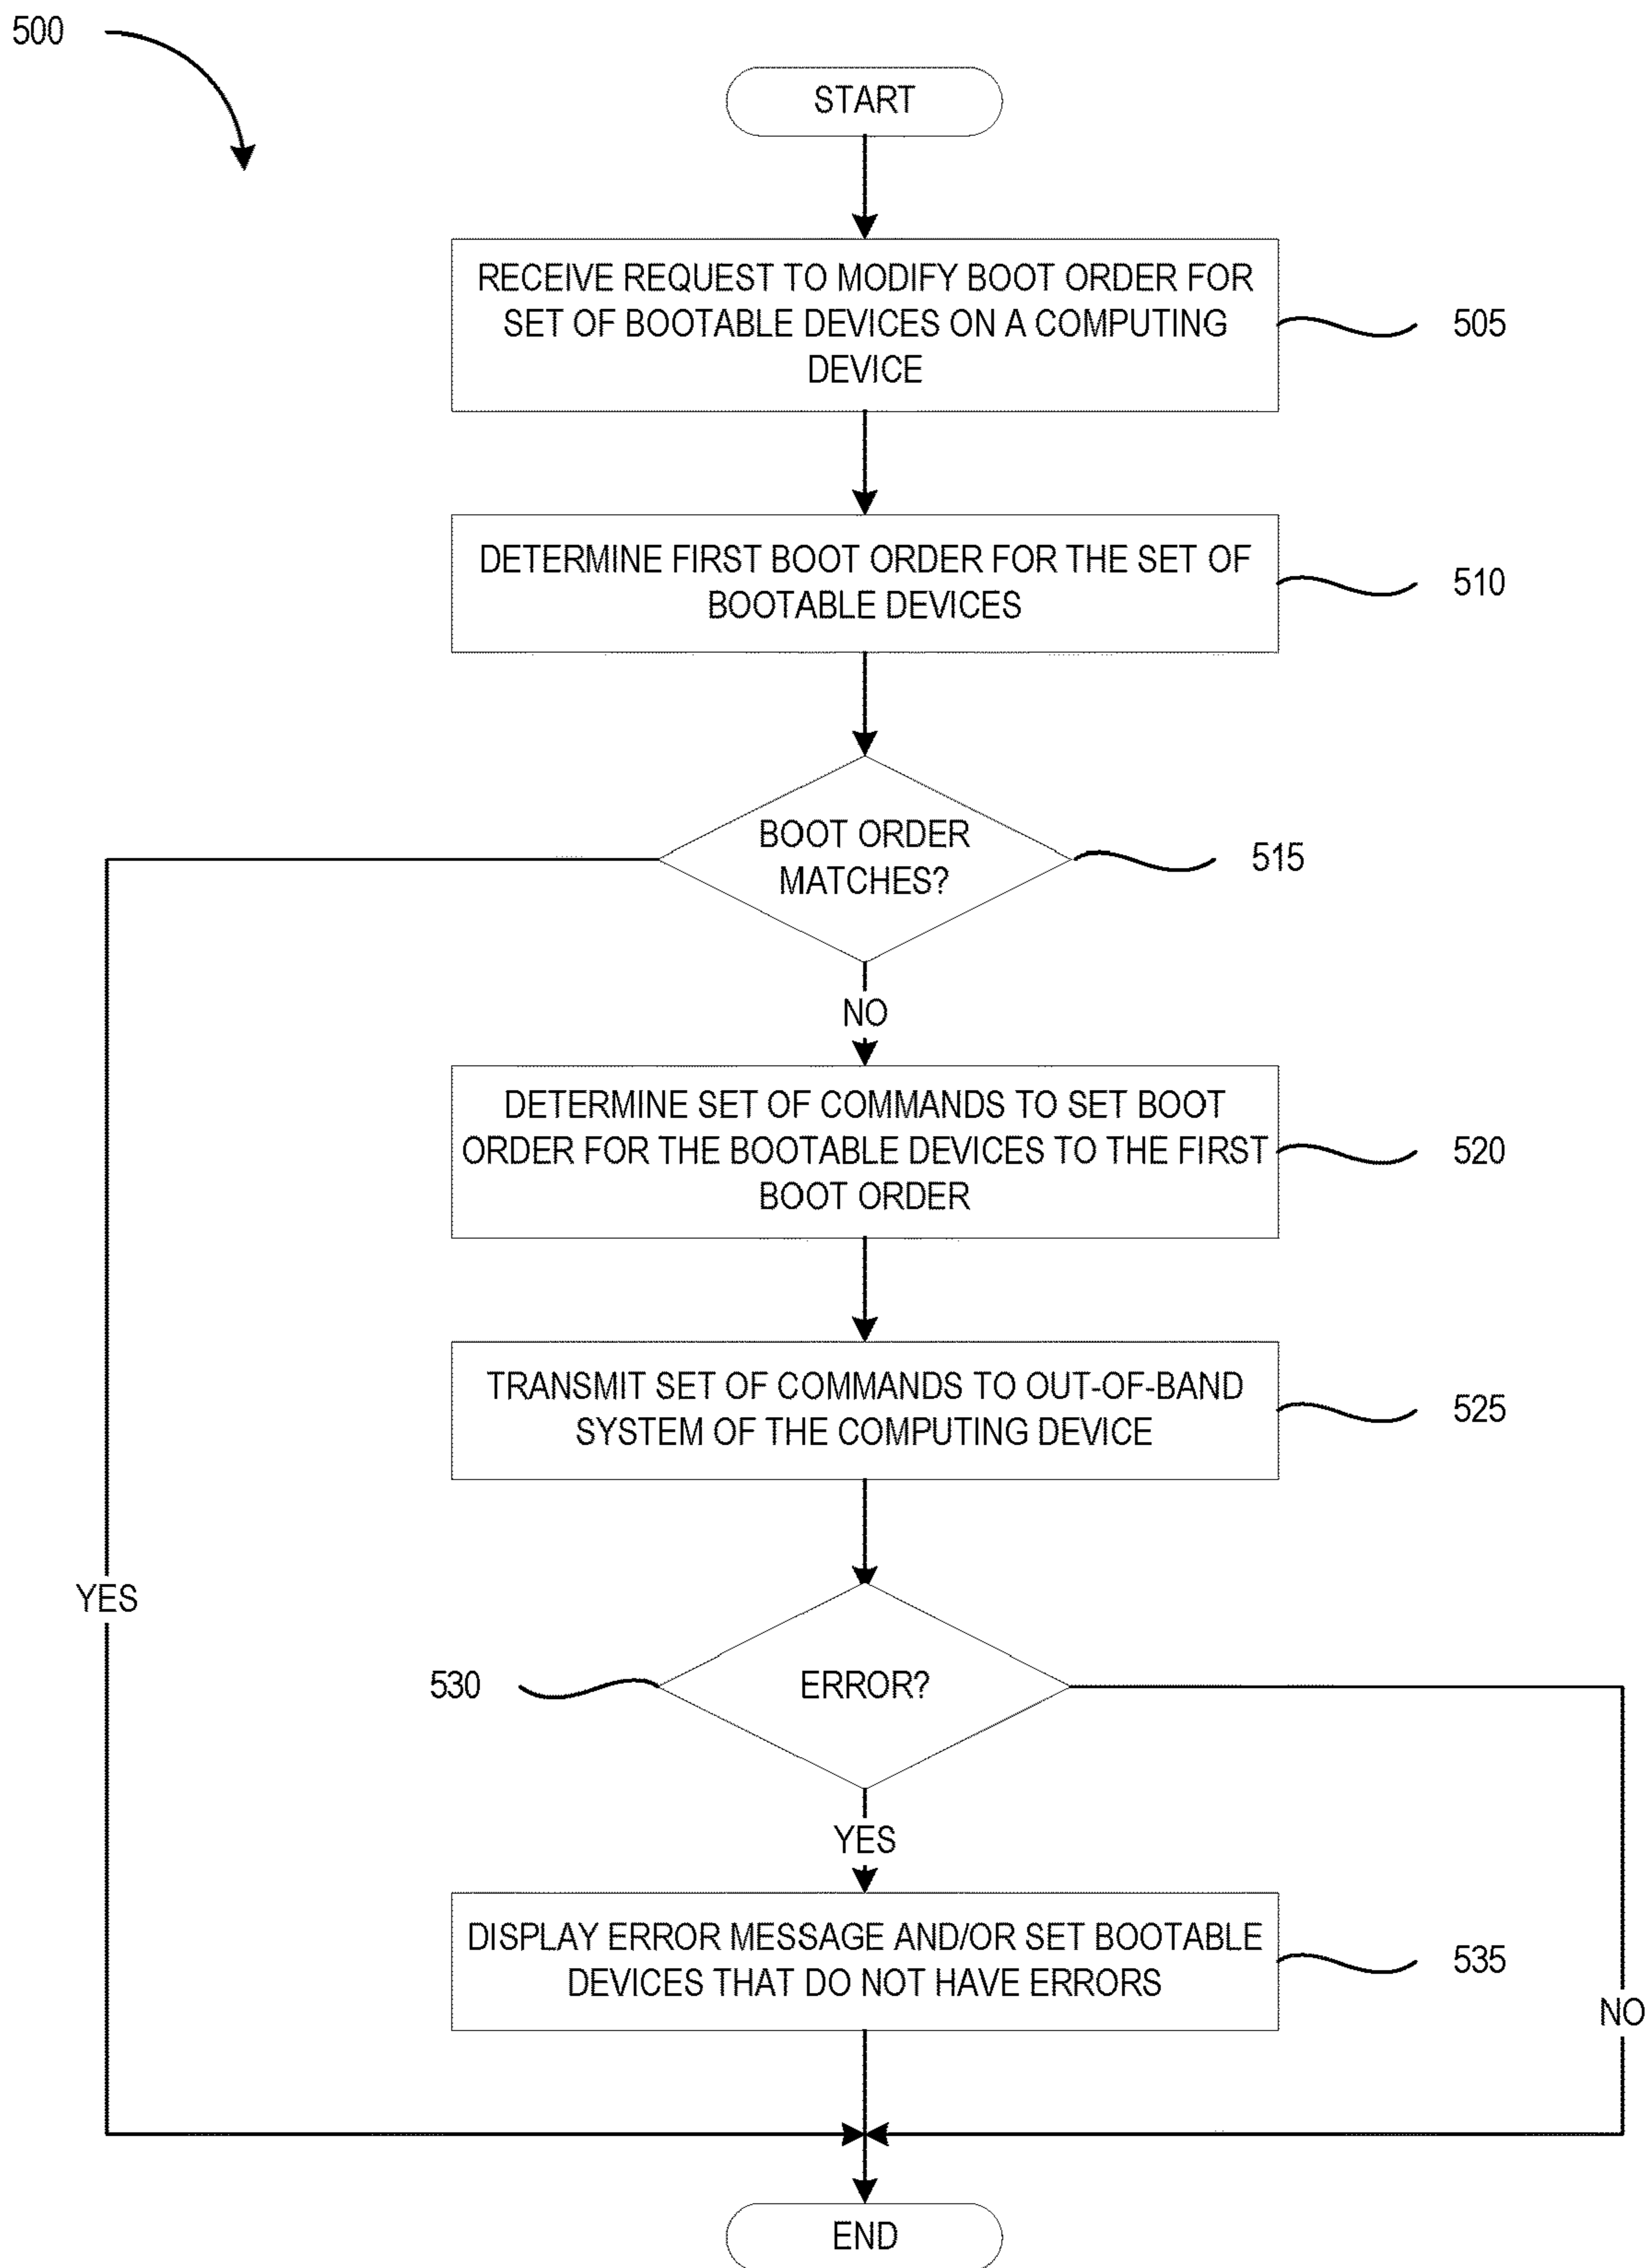 500
START
RECEIVE REQUEST TO MODIFY BOOT ORDER FOR
SET OF BOOTABLE DEVICES ON A COMPUTING
DEVICE
505
DETERMINE FIRST BOOT ORDER FOR THE SET OF
BOOTABLE DEVICES
510
BOOT ORDER
MATCHES?
515
NO
DETERMINE SET OF COMMANDS TO SET BOOT
ORDER FOR THE BOOTABLE DEVICES TO THE FIRST
BOOT ORDER
520
TRANSMIT SET OF COMMANDS TO OUT-OF-BAND
SYSTEM OF THE COMPUTING DEVICE
525
YES
530
ERROR?
YES
DISPLAY ERROR MESSAGE AND/OR SET BOOTABLE
DEVICES THAT DO NOT HAVE ERRORS
535
NO
END